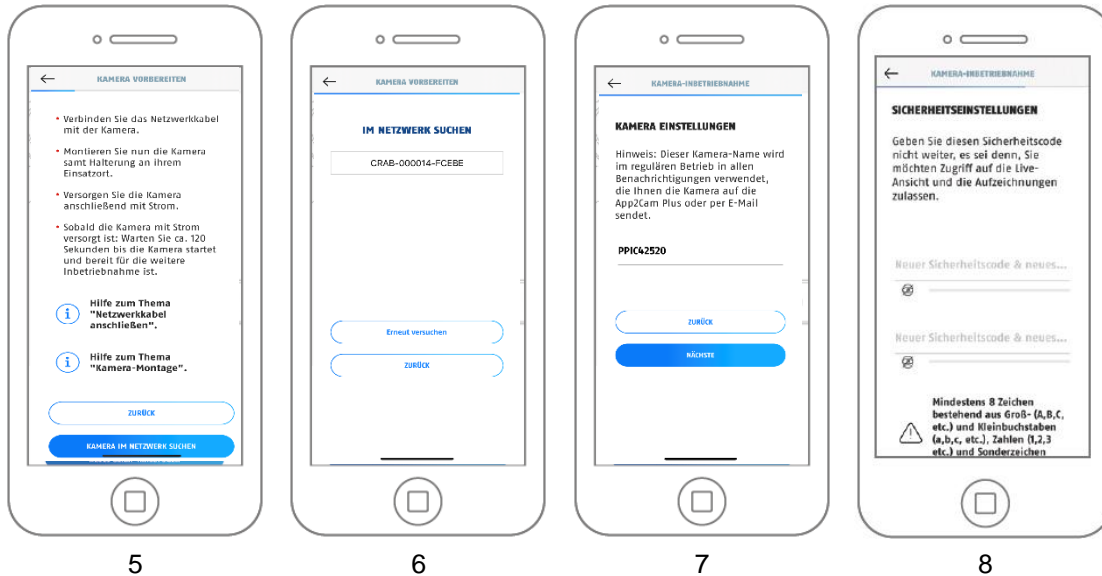 KAMERA VORBEREITEN
• Verbinden Sie das Netzwerkkabel
mit der Kamera.
• Montieren Sie nun die Kamera
samt Halterung an ihrem
Einsatzort.
• Versorgen Sie die Kamera
anschließend mit Strom.
• Sobald die Kamera mit Strom
versorgt ist: Warten Sie ca. 120
Sekunden bis die Kamera startet
und bereit für die weitere
Inbetriebnahme ist.
Hilfe zum Thema
"Netzwerkkabel
anschließen".
Hilfe zum Thema
"Kamera-Montage".
ZURÜCK
KAMERA IM NETZWERK SUCHEN
5
KAMERA VORBEREITEN
IM NETZWERK SUCHEN
CRAB-000014-FCEBE
Erneut versuchen
ZURÜCK
6
KAMERA-INBETRIEBNAHME
KAMERA EINSTELLUNGEN
Hinweis: Dieser Kamera-Name wird
im regulären Betrieb in allen
Benachrichtigungen verwendet,
die Ihnen die Kamera auf die
App2Cam Plus oder per E-Mail
sendet.
PPIC42520
ZURÜCK
NÄCHSTE
7
KAMERA-INBETRIEBNAHME
SICHERHEITSEINSTELLUNGEN
Geben Sie diesen Sicherheitscode
nicht weiter, es sei denn, Sie
möchten Zugriff auf die Live-
Ansicht und die Aufzeichnungen
zulassen.
Neuer Sicherheitscode & neues...
Neuer Sicherheitscode & neues...
Mindestens 8 Zeichen
bestehend aus Groß- (A,B,C,
etc.) und Kleinbuchstaben
(a,b,c, etc.), Zahlen (1,2,3
etc.) und Sonderzeichen
8